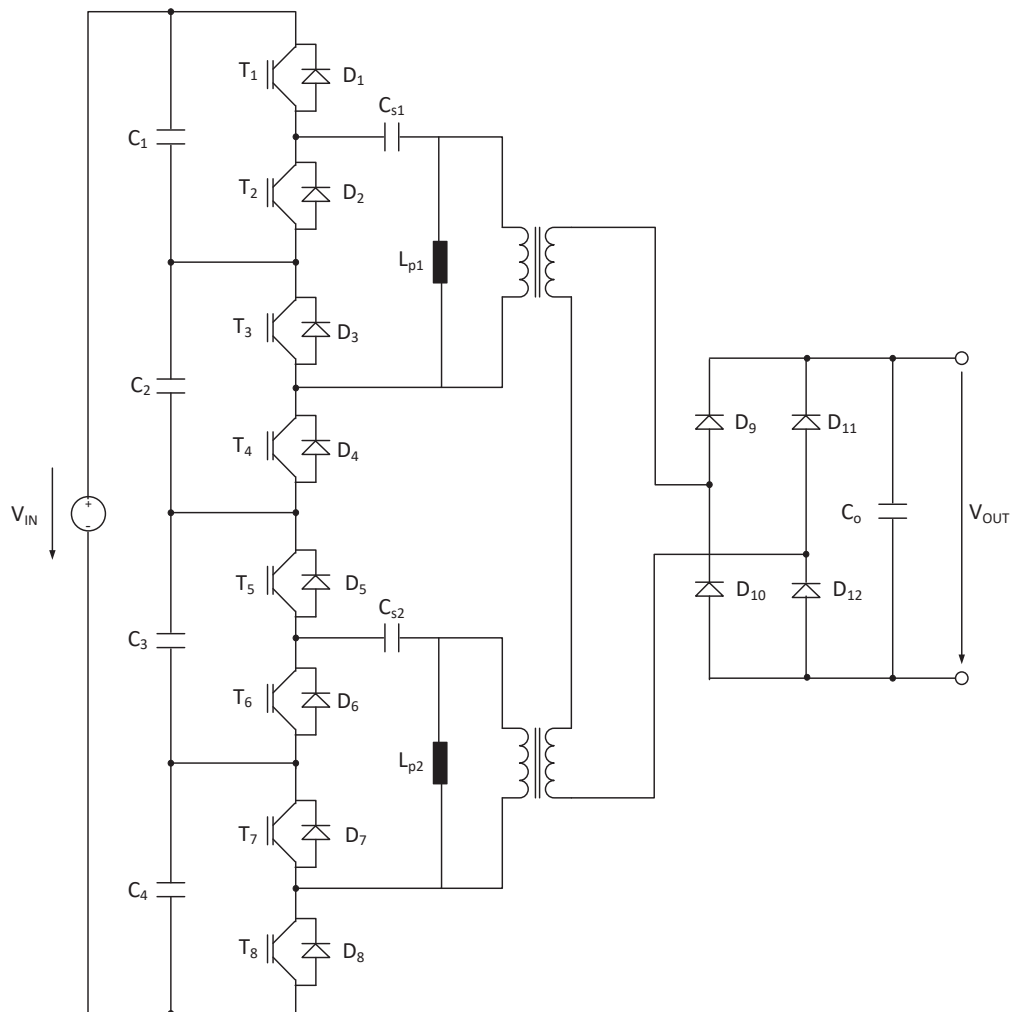 T1
D1
Cs1
C1
T2
D2
Lp1
T3
D3
C2
T4
D4
D9
D11
VIN
+
-
Co
VOUT
T5
D5
D10
D12
Cs2
C3
T6
D6
Lp2
T7
D7
C4
T8
D8